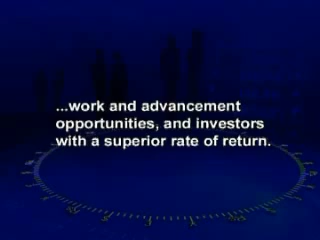 ...work and advancement
opportunities, and investors
with a superior rate of return.